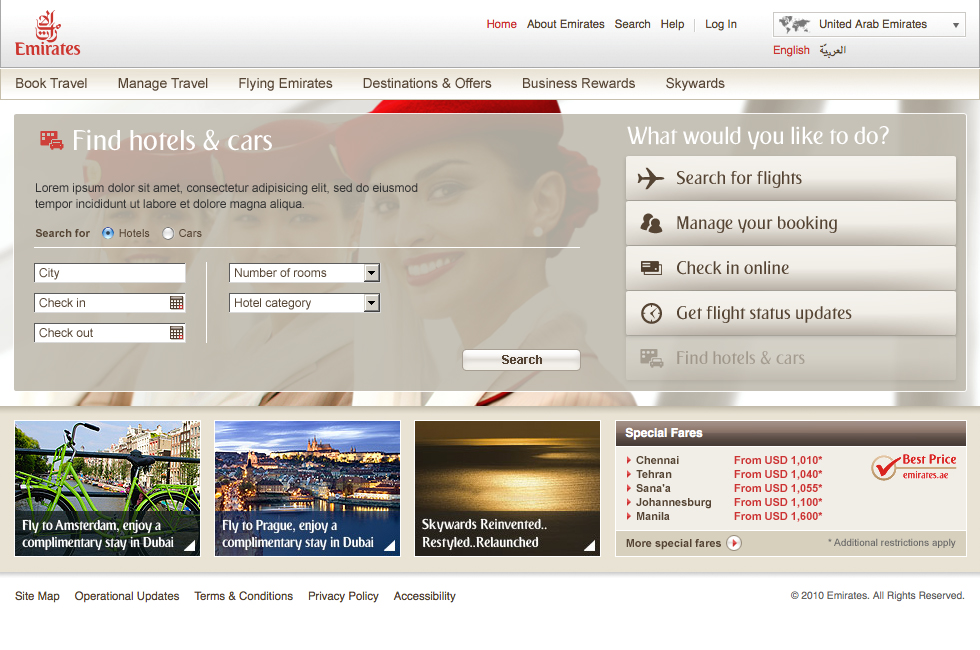 Emirates
Home
About Emirates
Search
Help
Log In
United Arab Emirates
English
العربيّة
Book Travel
Manage Travel
Flying Emirates
Destinations & Offers
Business Rewards
Skywards
Find hotels & cars
Lorem ipsum dolor sit amet, consectetur adipisicing elit, sed do eiusmod
tempor incididunt ut labore et dolore magna aliqua.
Search for
Hotels
Cars
City
Number of rooms
Check in
Hotel category
Check out
Search
What would you like to do?
Search for flights
Manage your booking
Check in online
Get flight status updates
Find hotels & cars
Fly to Amsterdam, enjoy a
complimentary stay in Dubai
Fly to Prague, enjoy a
complimentary stay in Dubai
Skywards Reinvented..
Restyled..Relaunched
Special Fares
Chennai From USD 1,010*
Tehran From USD 1,040*
Sana'a From USD 1,055*
Johannesburg From USD 1,100*
Manila From USD 1,600*
Best Price
emirates.ae
More special fares
* Additional restrictions apply
Site Map
Operational Updates
Terms & Conditions
Privacy Policy
Accessibility
© 2010 Emirates. All Rights Reserved.